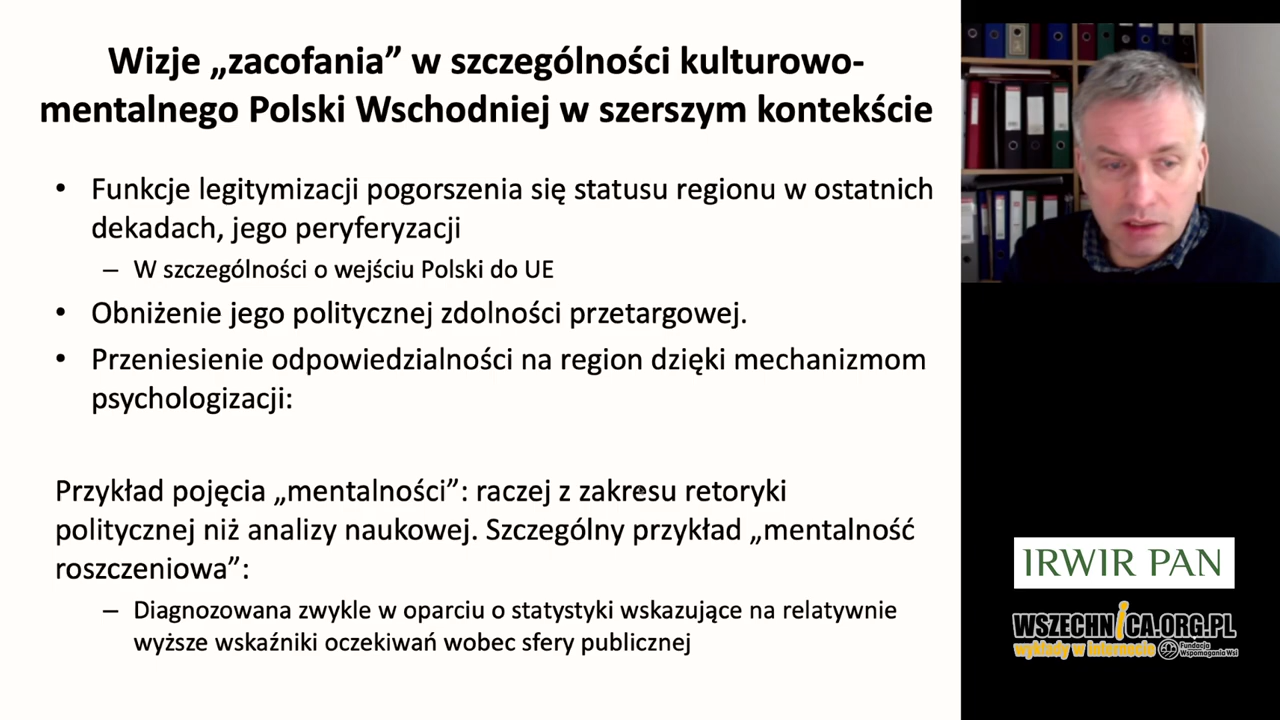 Wizje „zacofania” w szczególności kulturowo-
mentalnego Polski Wschodniej w szerszym kontekście
• Funkcje legitymizacji pogorszenia się statusu regionu w ostatnich
dekadach, jego peryferyzacji
– W szczególności o wejściu Polski do UE
• Obniżenie jego politycznej zdolności przetargowej.
• Przeniesienie odpowiedzialności na region dzięki mechanizmom
psychologizacji:
Przykład pojęcia „mentalności”: raczej z zakresu retoryki
politycznej niż analizy naukowej. Szczególny przykład „mentalność
roszczeniowa”:
– Diagnozowana zwykle w oparciu o statystyki wskazujące na relatywnie
wyższe wskaźniki oczekiwań wobec sfery publicznej
IRWIR PAN
WSZECHNICA.ORG.PL
wykłady w internecie
Fundacja
Wspomagania Wsi